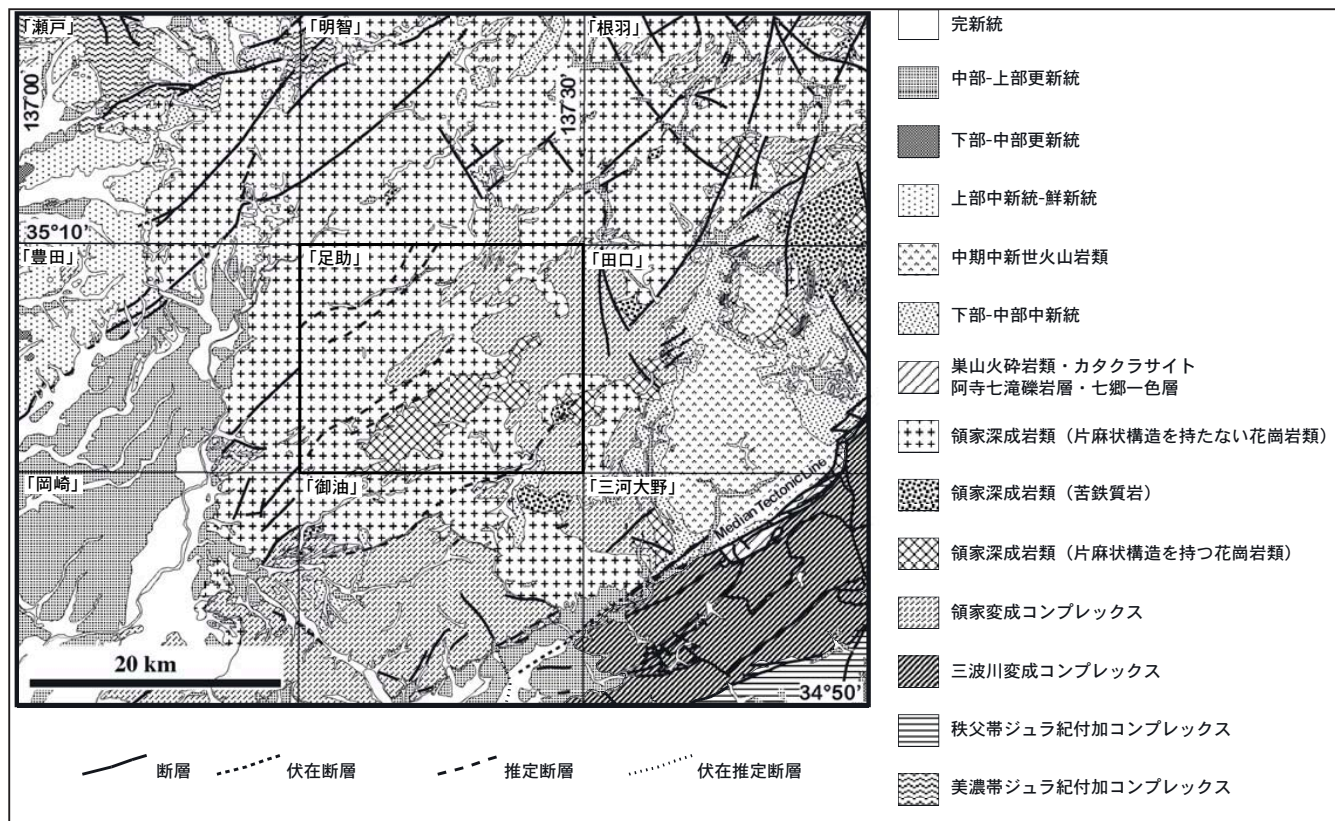 「瀬戸」
「明智」
「根羽」
137°00’
137°30’
35°10’
「豊田」
「足助」
「田口」
「岡崎」
「御油」
「三河大野」
Median Tectonic Line
20 km
34°50’
断層
伏在断層
推定断層
伏在推定断層
完新統
中部-上部更新統
下部-中部更新統
上部中新統-鮮新統
中期中新世火山岩類
下部-中部中新統
巣山火砕岩類・カタクラサイト
阿寺七滝礫岩層・七郷一色層
領家深成岩類（片麻状構造を持たない花崗岩類）
領家深成岩類（苦鉄質岩）
領家深成岩類（片麻状構造を持つ花崗岩類）
領家変成コンプレックス
三波川変成コンプレックス
秩父帯ジュラ紀付加コンプレックス
美濃帯ジュラ紀付加コンプレックス